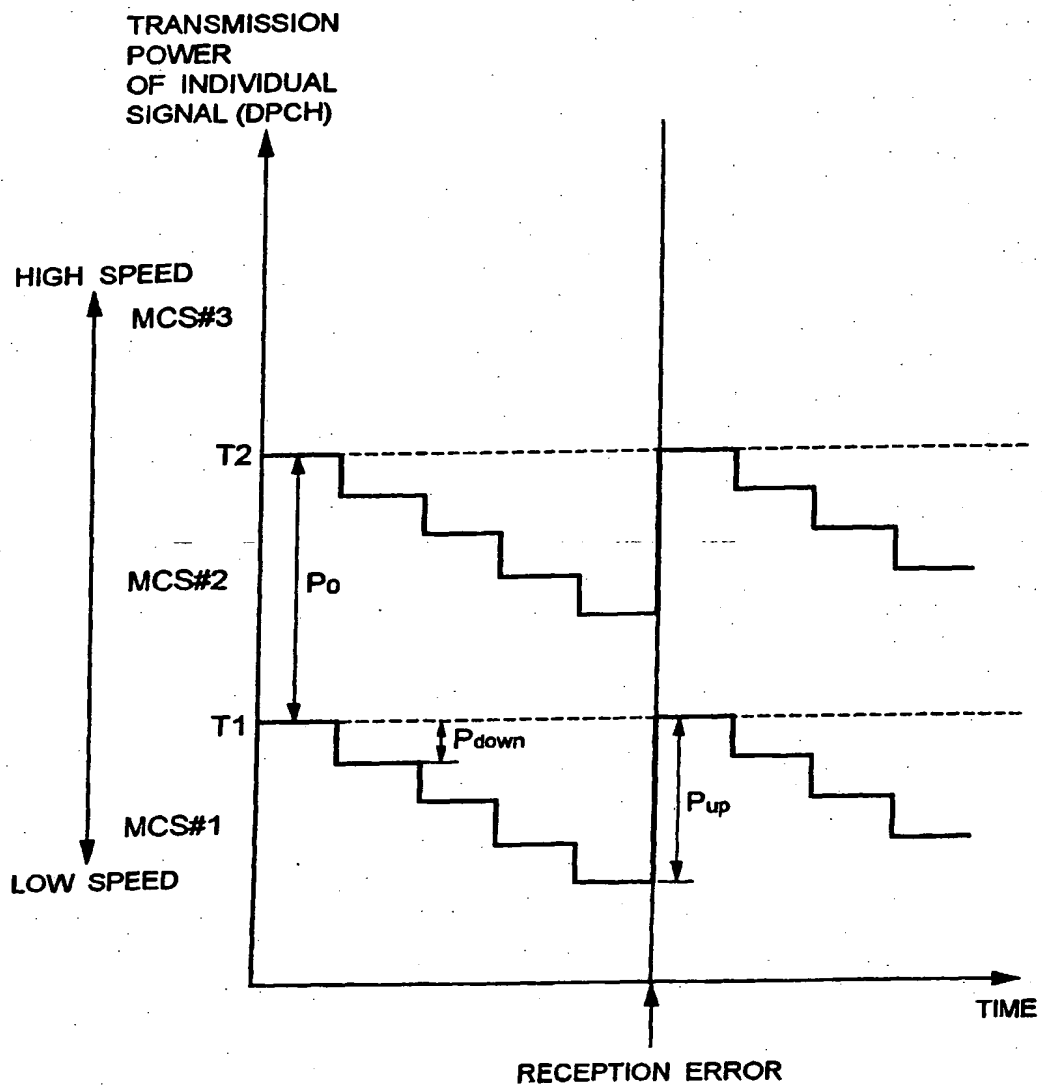 TRANSMISSION
POWER
OF INDIVIDUAL
SIGNAL (DPCH)
HIGH SPEED
MCS#3
T2
MCS#2
Po
T1
Pdown
Pup
MCS#1
LOW SPEED
TIME
RECEPTION ERROR